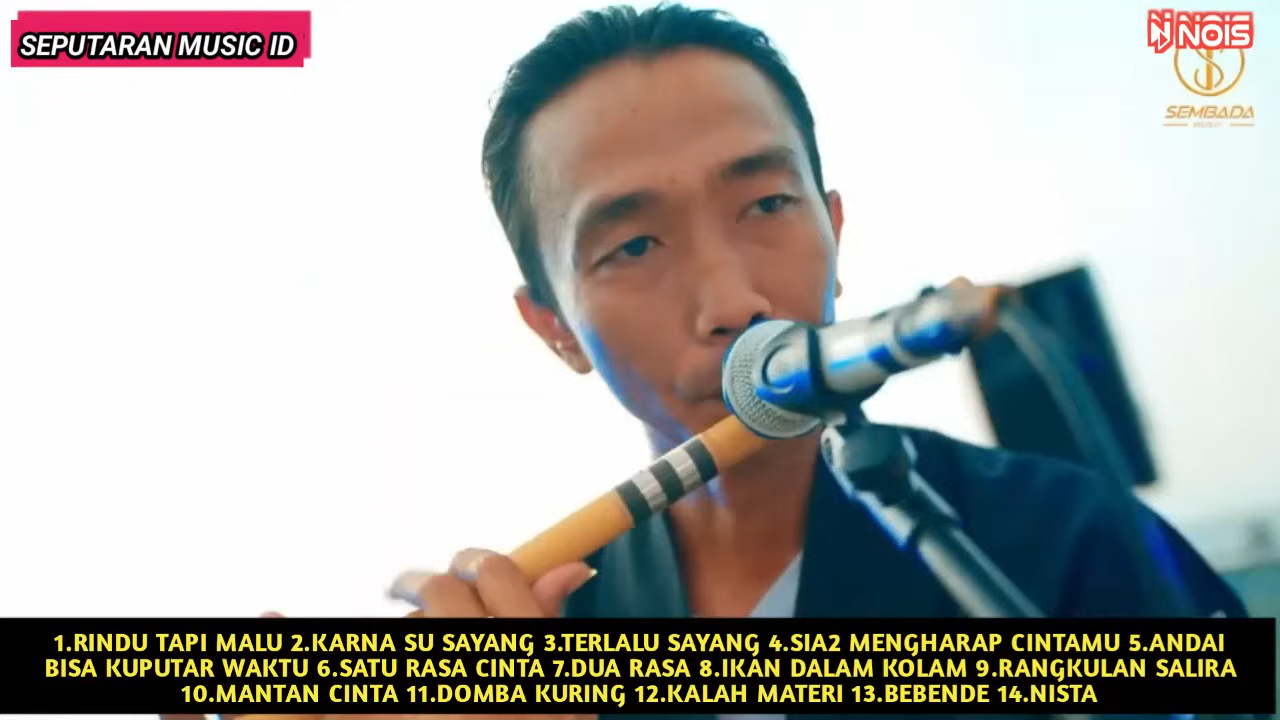 SEPUTARAN MUSIC ID
NOIS
SEMBADA
1.RINDU TAPI MALU 2.KARNA SU SAYANG 3.TERLALU SAYANG 4.SIA2 MENGHARAP CINTAMU 5.ANDAI
BISA KUPUTAR WAKTU 6.SATU RASA CINTA 7.DUA RASA 8.IKAN DALAM KOLAM 9.RANGKULAN SALIRA
10.MANTAN CINTA 11.DOMBA KURING 12.KALAH MATERI 13.BEBENDE 14.NISTA